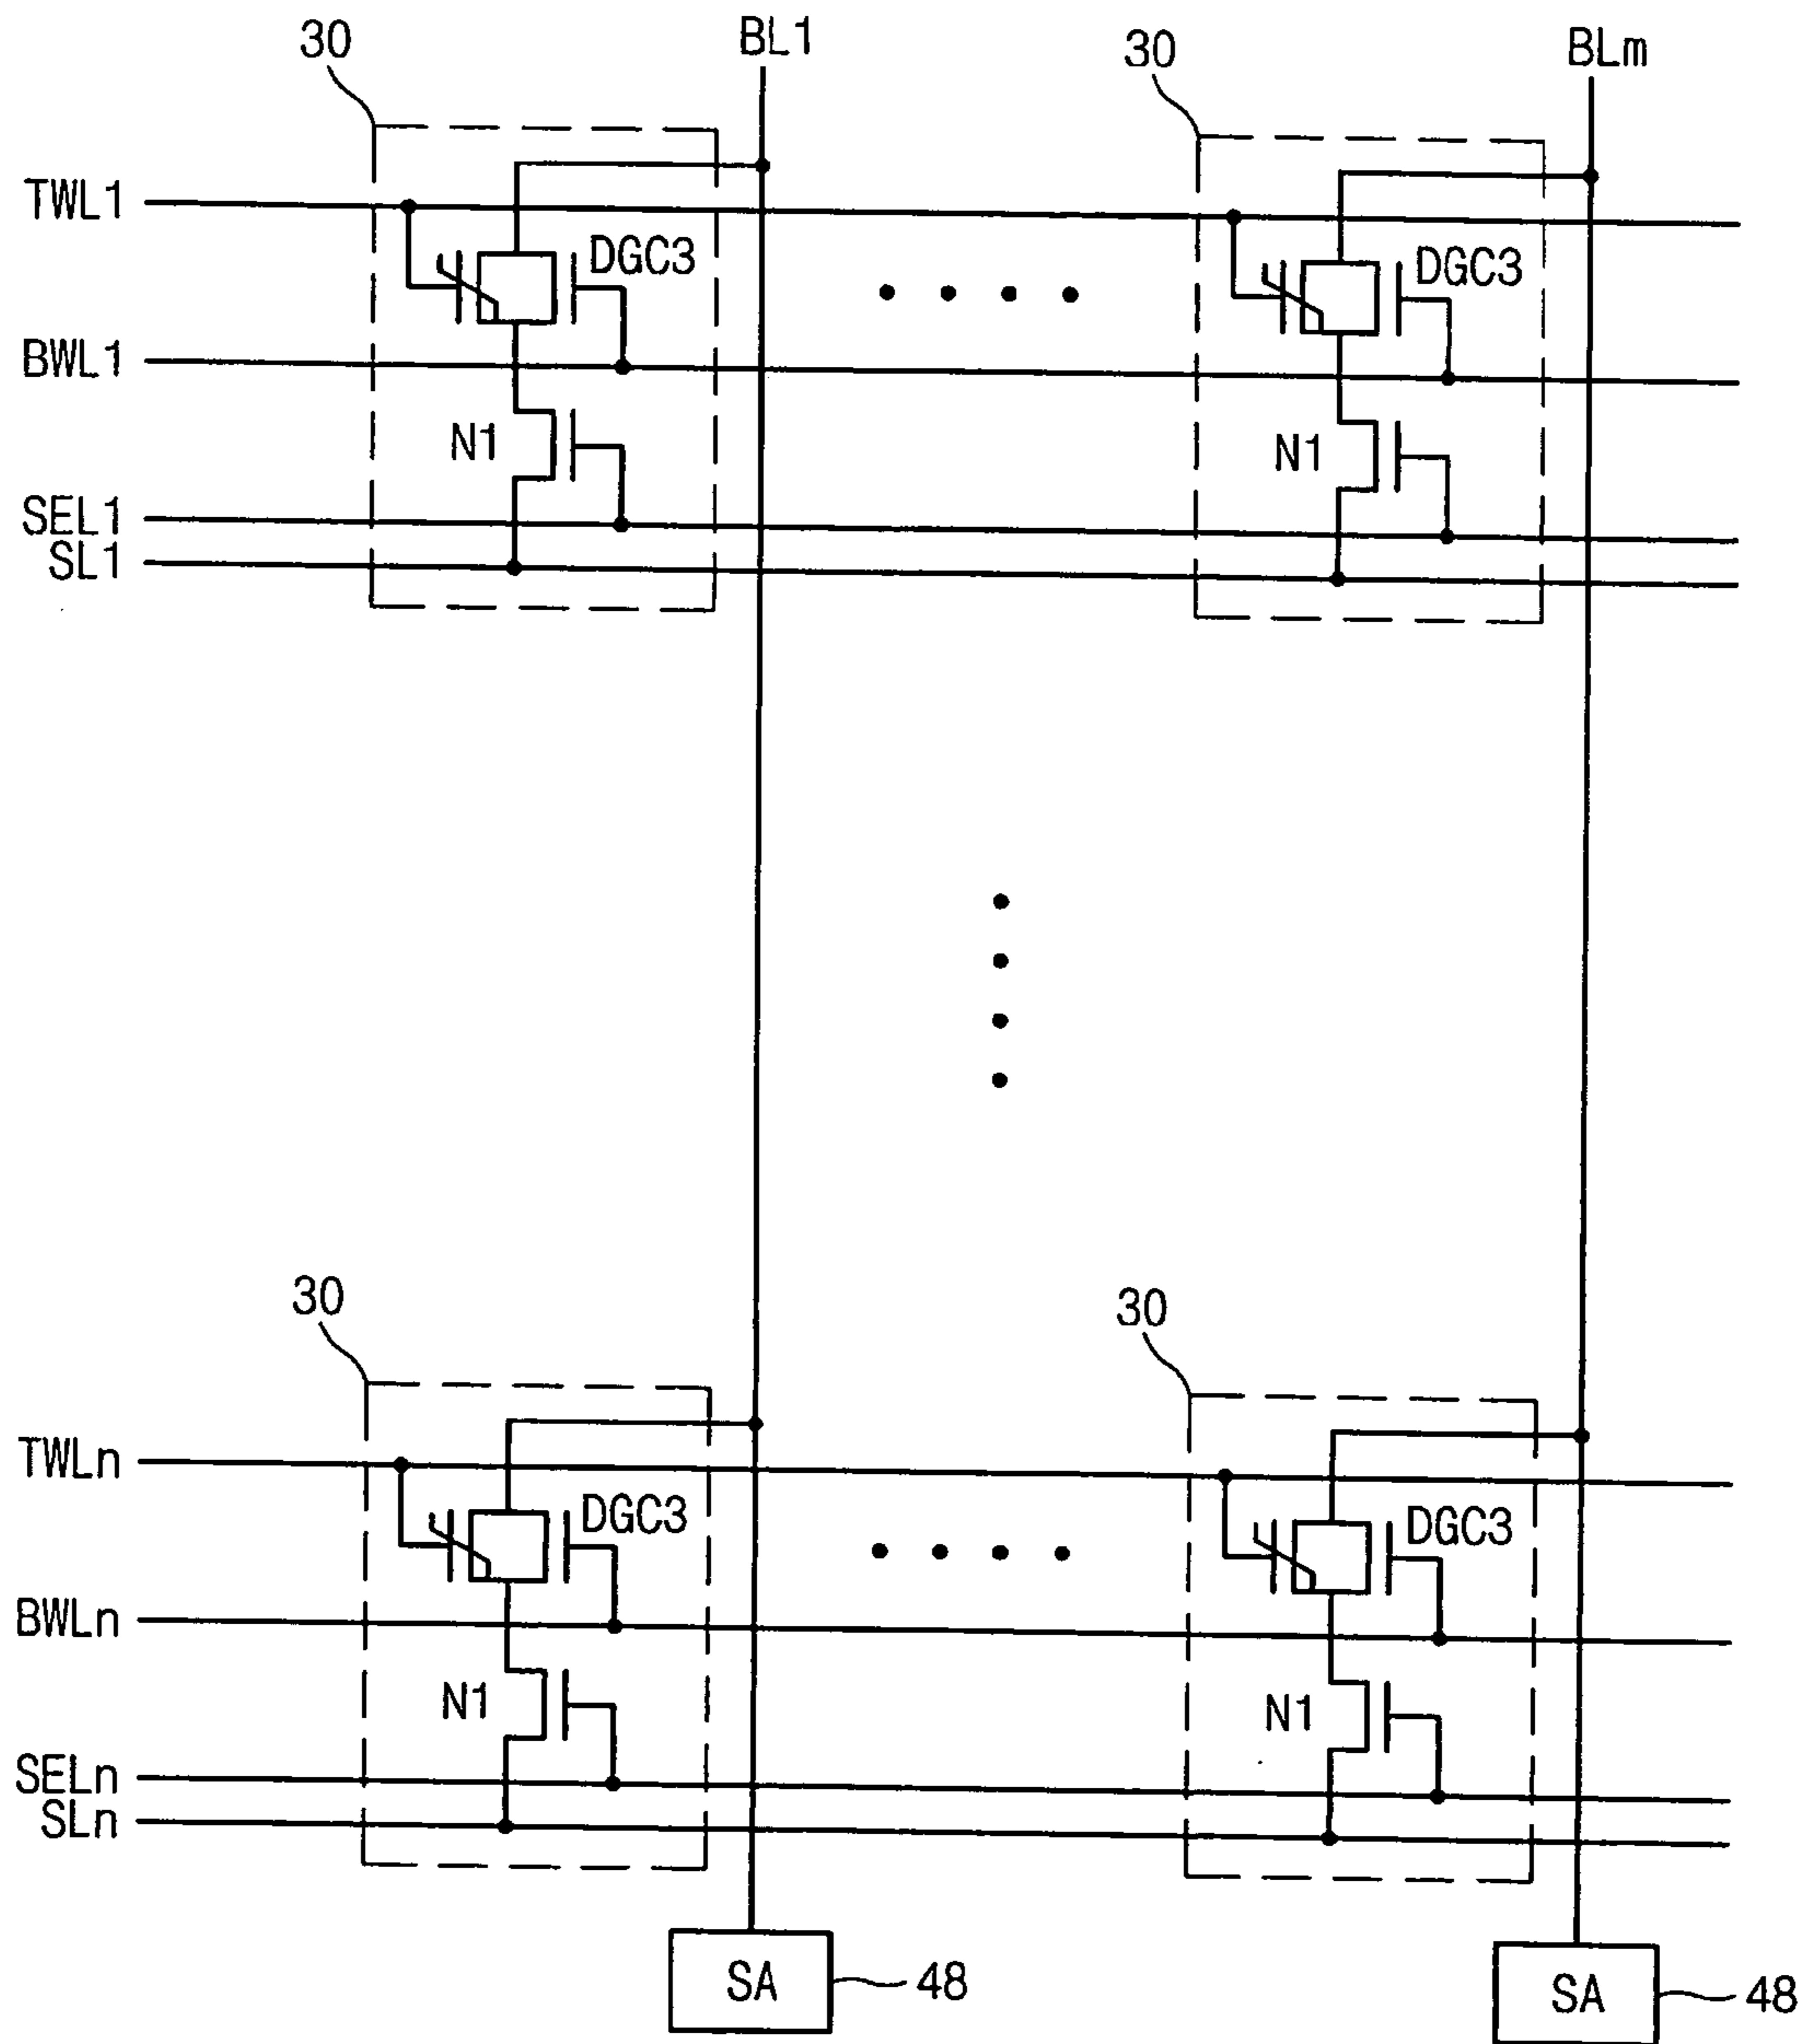 30 BL1 30 BLm
TWL1
DGC3 DGC3
BWL1
N1 N1
SEL1
SL1
30 30
TWLn
DGC3 DGC3
BWLn
N1 N1
SELn
SLn
SA 48 SA 48